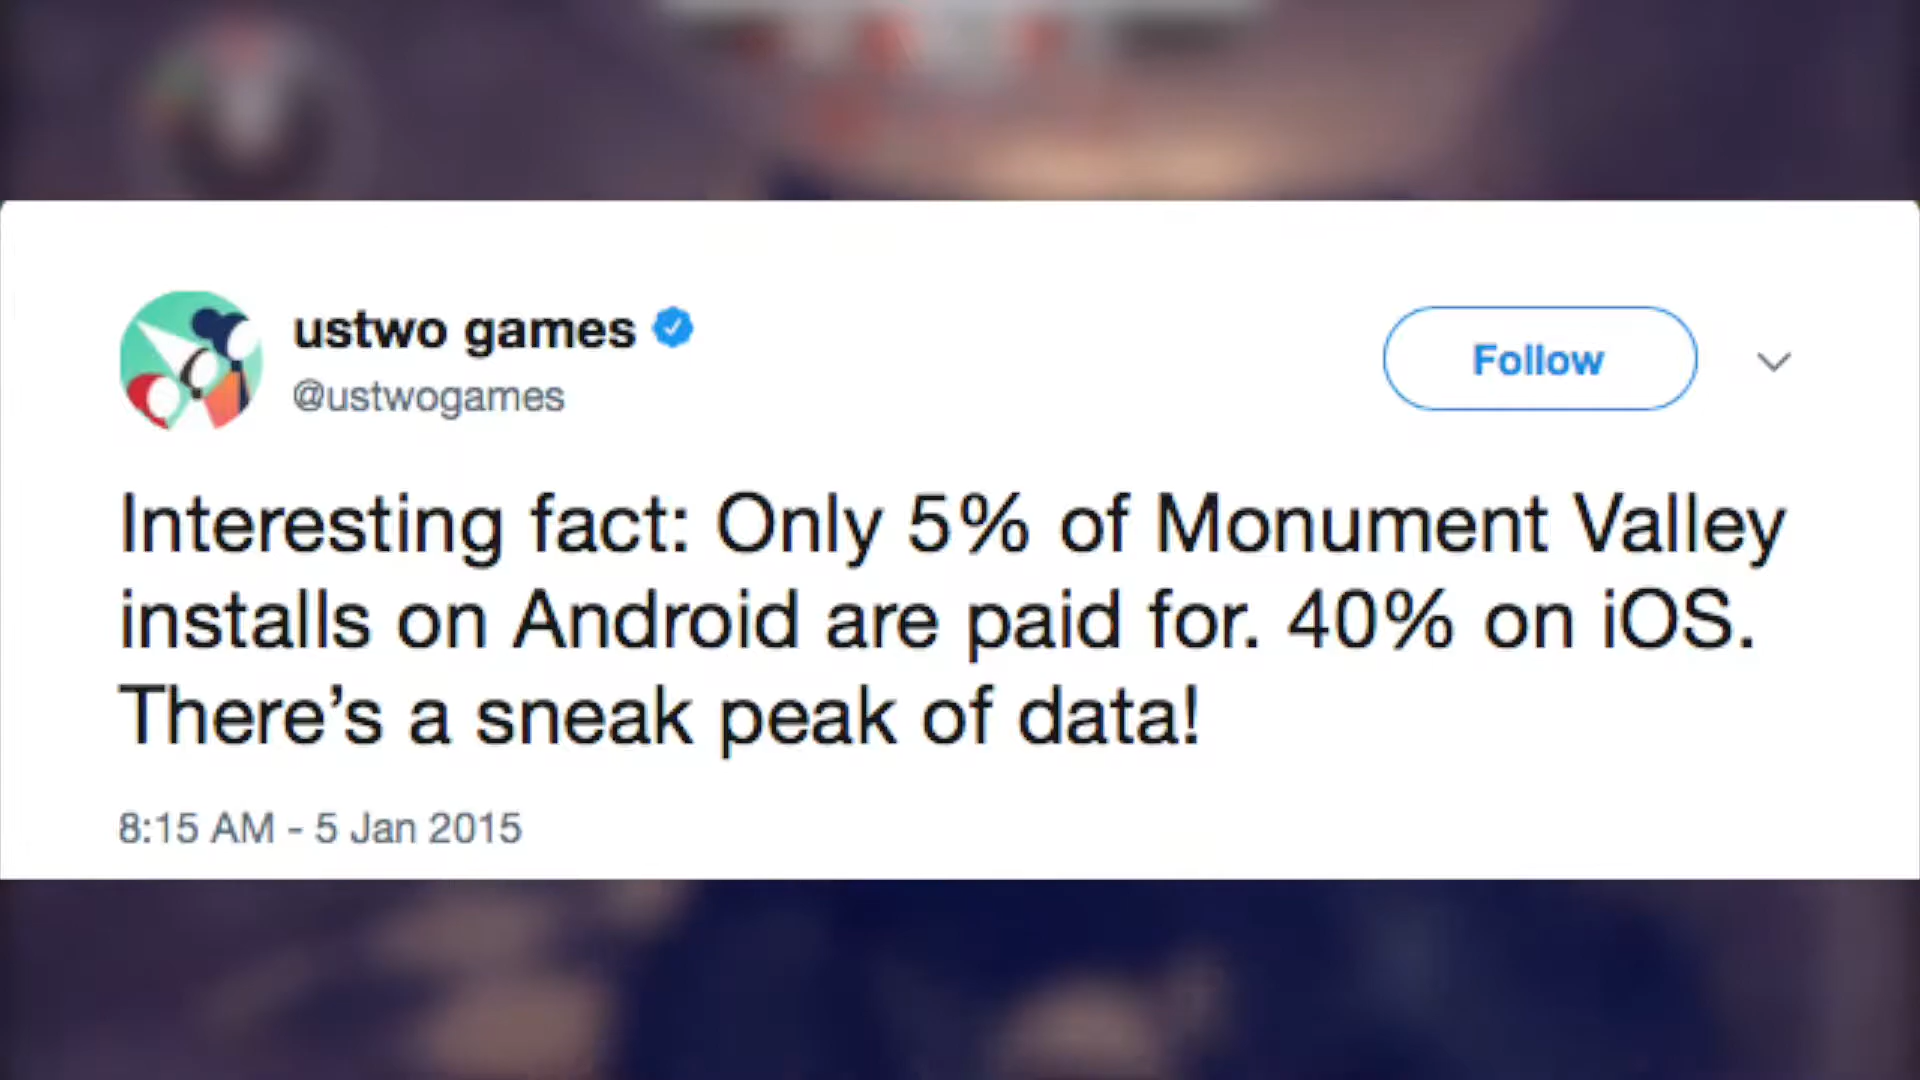 ustwo games
@ustwogames
Follow
Interesting fact: Only 5% of Monument Valley
installs on Android are paid for. 40% on iOS.
There's a sneak peak of data!
8:15 AM - 5 Jan 2015